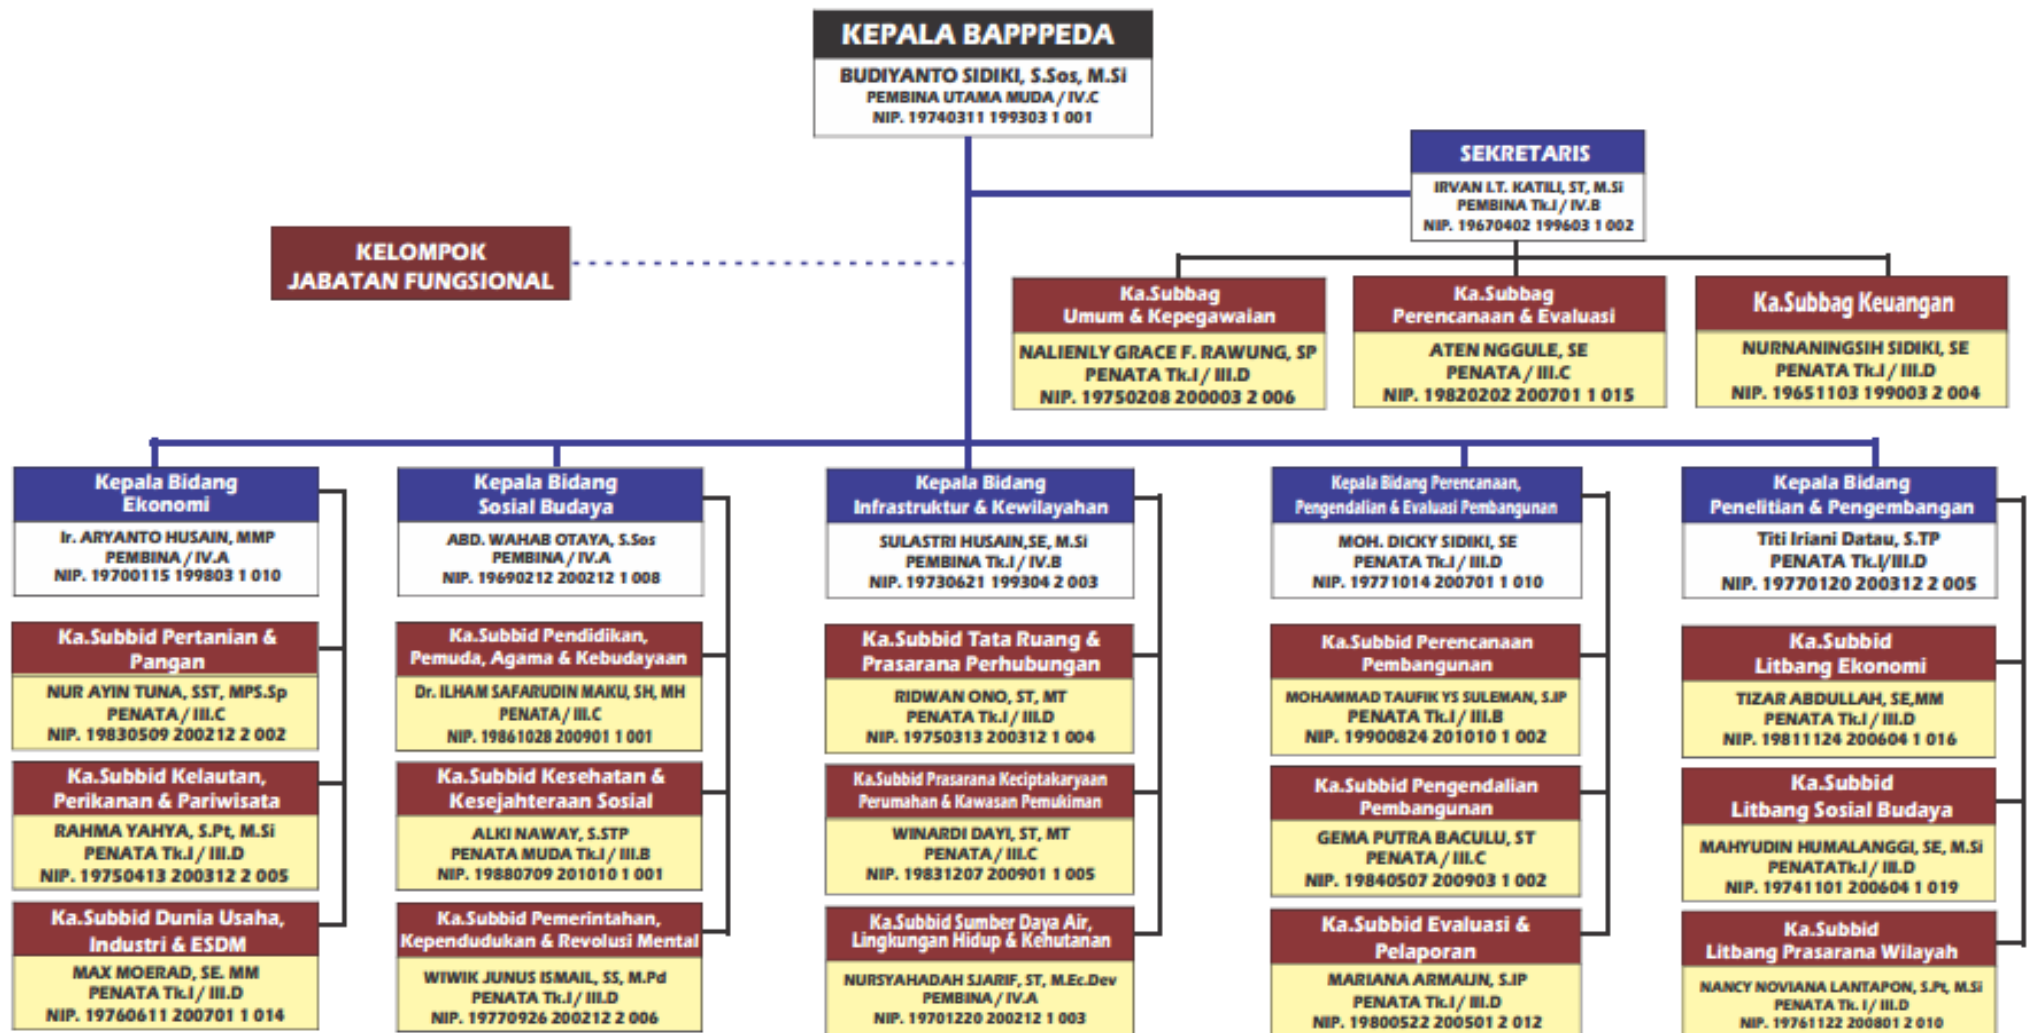 KEPALA BAPPPEDA
BUDIYANTO SIDIKI, S.Sos, M.Si
PEMBINA UTAMA MUDA / IV.C
NIP. 19740311 199303 1 001
SEKRETARIS
IRVAN I.T. KATILI, ST, M.Si
PEMBINA Tk.I / IV.B
NIP. 19670402 199603 1 002
KELOMPOK
JABATAN FUNGSIONAL
Ka.Subbag
Umum & Kepegawaian
NALIENLY GRACE F. RAWUNG, SP
PENATA Tk.I / III.D
NIP. 19750208 200003 2 006
Ka.Subbag
Perencanaan & Evaluasi
ATEN NGGULE, SE
PENATA / III.C
NIP. 19820202 200701 1 015
Ka.Subbag Keuangan
NURNANINGSIH SIDIKI, SE
PENATA Tk.I / III.D
NIP. 19651103 199003 2 004
Kepala Bidang
Ekonomi
Ir. ARYANTO HUSAIN, MMP
PEMBINA / IV.A
NIP. 19700115 199803 1 010
Ka.Subbid Pertanian &
Pangan
NUR AYIN TUNA, SST, MPS.Sp
PENATA / III.C
NIP. 19830509 200212 2 002
Ka.Subbid Kelautan,
Perikanan & Pariwisata
RAHMA YAHYA, S.Pt, M.Si
PENATA Tk.I / III.D
NIP. 19750413 200312 2 005
Ka.Subbid Dunia Usaha,
Industri & ESDM
MAX MOERAD, SE. MM
PENATA Tk.I / III.D
NIP. 19760611 200701 1 014
Kepala Bidang
Sosial Budaya
ABD. WAHAB OTAYA, S.Sos
PEMBINA / IV.A
NIP. 19690212 200212 1 008
Ka.Subbid Pendidikan,
Pemuda, Agama & Kebudayaan
Dr. ILHAM SAFARUDIN MAKU, SH, MH
PENATA / III.C
NIP. 19861028 200901 1 001
Ka.Subbid Kesehatan &
Kesejahteraan Sosial
ALKI NAWAY, S.STP
PENATA MUDA Tk.I / III.B
NIP. 19880709 201010 1 001
Ka.Subbid Pemerintahan,
Kependudukan & Revolusi Mental
WIWIK JUNUS ISMAIL, SS, M.Pd
PENATA Tk.I / III.D
NIP. 19770926 200212 2 006
Kepala Bidang
Infrastruktur & Kewilayahan
SULASTRI HUSAIN,SE, M.Si
PEMBINA Tk.I / IV.B
NIP. 19730621 199304 2 003
Ka.Subbid Tata Ruang &
Prasarana Perhubungan
RIDWAN ONO, ST, MT
PENATA Tk.I / III.D
NIP. 19750313 200312 1 004
Ka.Subbid Prasarana Keciptakaryaan
Perumahan & Kawasan Pemukiman
WINARDI DAYI, ST, MT
PENATA / III.C
NIP. 19831207 200901 1 005
Ka.Subbid Sumber Daya Air,
Lingkungan Hidup & Kehutanan
NURSYAHADAH SJARIF, ST, M.Ec.Dev
PEMBINA / IV.A
NIP. 19701220 200212 1 003
Kepala Bidang Perencanaan,
Pengendalian & Evaluasi Pembangunan
MOH. DICKY SIDIKI, SE
PENATA Tk.I / III.D
NIP. 19771014 200701 1 010
Ka.Subbid Perencanaan
Pembangunan
MOHAMMAD TAUFIK YS SULEMAN, S.IP
PENATA Tk.I / III.B
NIP. 19900824 201010 1 002
Ka.Subbid Pengendalian
Pembangunan
GEMA PUTRA BACULU, ST
PENATA / III.C
NIP. 19840507 200903 1 002
Ka.Subbid Evaluasi &
Pelaporan
MARIANA ARMAIJN, S.IP
PENATA Tk.I / III.D
NIP. 19800522 200501 2 012
Kepala Bidang
Penelitian & Pengembangan
Titi Iriani Datau, S.TP
PENATA Tk.I/III.D
NIP. 19770120 200312 2 005
Ka.Subbid
Litbang Ekonomi
TIZAR ABDULLAH, SE,MM
PENATA Tk.I / III.D
NIP. 19811124 200604 1 016
Ka.Subbid
Litbang Sosial Budaya
MAHYUDIN HUMALANGGI, SE, M.Si
PENATATk.I / III.D
NIP. 19741101 200604 1 019
Ka.Subbid
Litbang Prasarana Wilayah
NANCY NOVIANA LANTAPON, S.Pt, M.Si
PENATA Tk. I / III.D
NIP. 19761122 200801 2 010